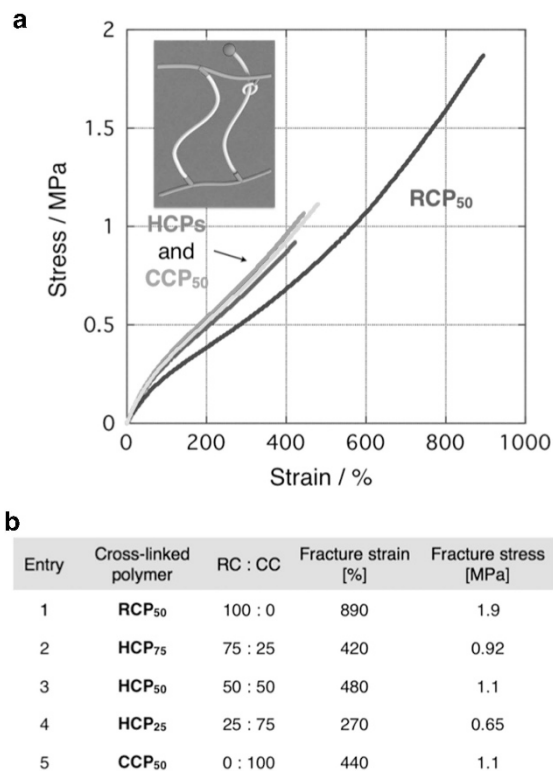 a
2
1.5
1
0.5
0
Stress / MPa
HCPs
and
CCP₅₀
RCP₅₀
0 200 400 600 800 1000
Strain / %
b
Entry Cross-linked polymer RC : CC Fracture strain [%] Fracture stress [MPa]
1 RCP₅₀ 100 : 0 890 1.9
2 HCP₇₅ 75 : 25 420 0.92
3 HCP₅₀ 50 : 50 480 1.1
4 HCP₂₅ 25 : 75 270 0.65
5 CCP₅₀ 0 : 100 440 1.1